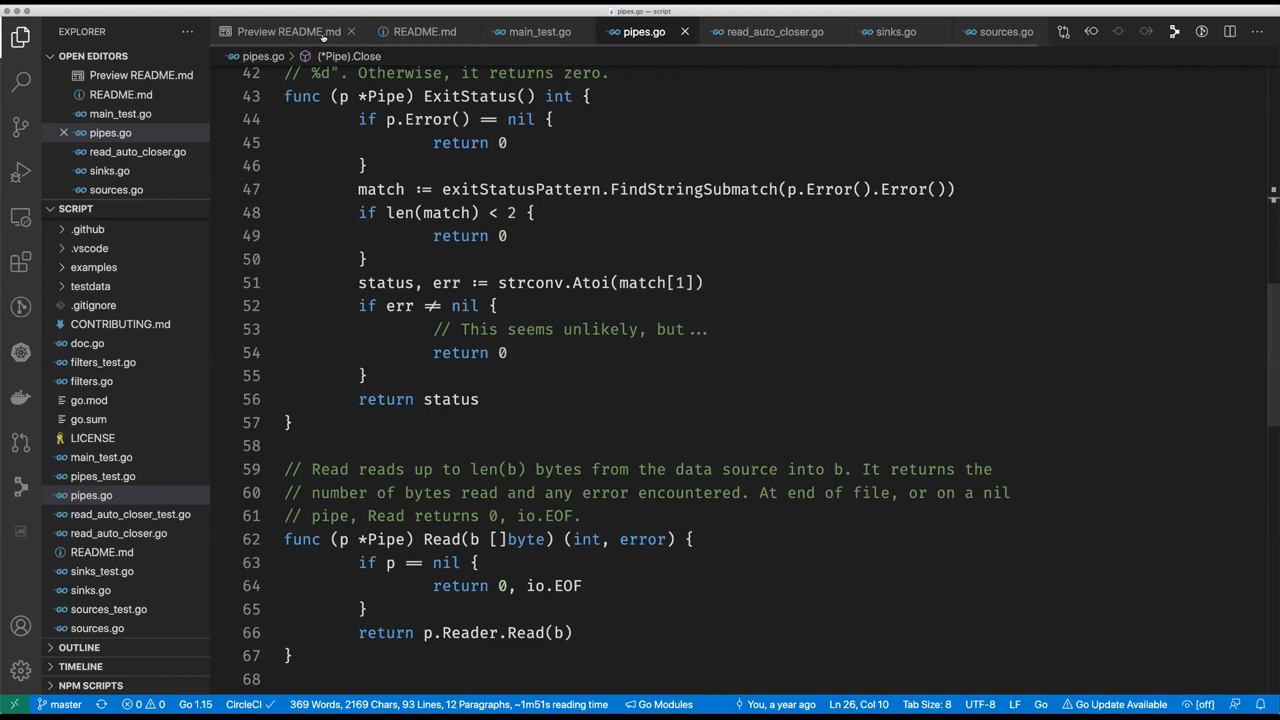 pipes.go — script
EXPLORER
Preview README.md
README.md
main_test.go
pipes.go
read_auto_closer.go
sinks.go
sources.go
OPEN EDITORS
Preview README.md
README.md
main_test.go
pipes.go
read_auto_closer.go
sinks.go
sources.go
SCRIPT
.github
.vscode
examples
testdata
.gitignore
CONTRIBUTING.md
doc.go
filters_test.go
filters.go
go.mod
go.sum
LICENSE
main_test.go
pipes_test.go
pipes.go
read_auto_closer_test.go
read_auto_closer.go
README.md
sinks_test.go
sinks.go
sources_test.go
sources.go
OUTLINE
TIMELINE
NPM SCRIPTS
pipes.go > (*Pipe).Close
42 // %d". Otherwise, it returns zero.
43 func (p *Pipe) ExitStatus() int {
44 if p.Error() == nil {
45 return 0
46 }
47 match := exitStatusPattern.FindStringSubmatch(p.Error().Error())
48 if len(match) < 2 {
49 return 0
50 }
51 status, err := strconv.Atoi(match[1])
52 if err != nil {
53 // This seems unlikely, but...
54 return 0
55 }
56 return status
57 }
58
59 // Read reads up to len(b) bytes from the data source into b. It returns the
60 // number of bytes read and any error encountered. At end of file, or on a nil
61 // pipe, Read returns 0, io.EOF.
62 func (p *Pipe) Read(b []byte) (int, error) {
63 if p == nil {
64 return 0, io.EOF
65 }
66 return p.Reader.Read(b)
67 }
68
master 0 0 Go 1.15 CircleCI ✓ 369 Words, 2169 Chars, 93 Lines, 12 Paragraphs, ~1m51s reading time Go Modules You, a year ago Ln 26, Col 10 Tab Size: 8 UTF-8 LF Go Go Update Available [off]